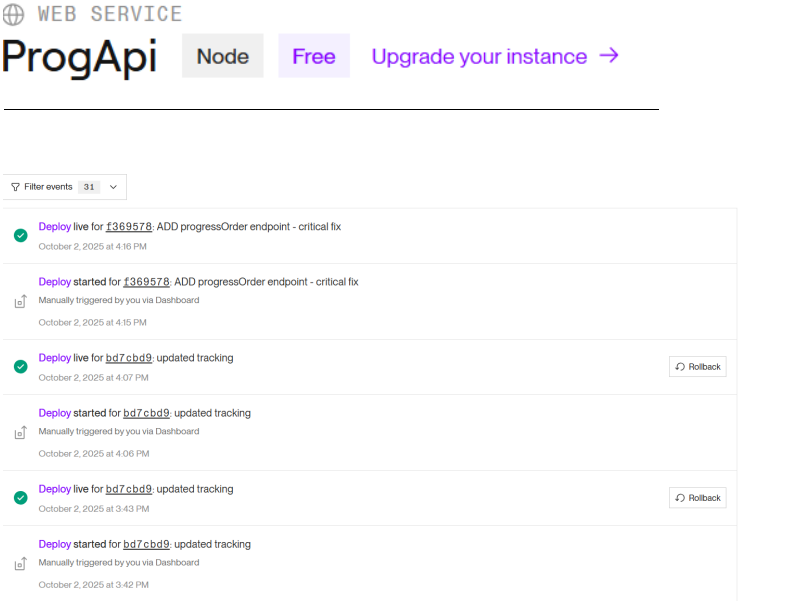 WEB SERVICE
ProgApi Node Free Upgrade your instance →
Filter events 31
Deploy live for f369578: ADD progressOrder endpoint - critical fix
October 2, 2025 at 4:16 PM
Deploy started for f369578: ADD progressOrder endpoint - critical fix
Manually triggered by you via Dashboard
October 2, 2025 at 4:15 PM
Deploy live for bd7cbd9: updated tracking
Rollback
October 2, 2025 at 4:07 PM
Deploy started for bd7cbd9: updated tracking
Manually triggered by you via Dashboard
October 2, 2025 at 4:06 PM
Deploy live for bd7cbd9: updated tracking
Rollback
October 2, 2025 at 3:43 PM
Deploy started for bd7cbd9: updated tracking
Manually triggered by you via Dashboard
October 2, 2025 at 3:42 PM